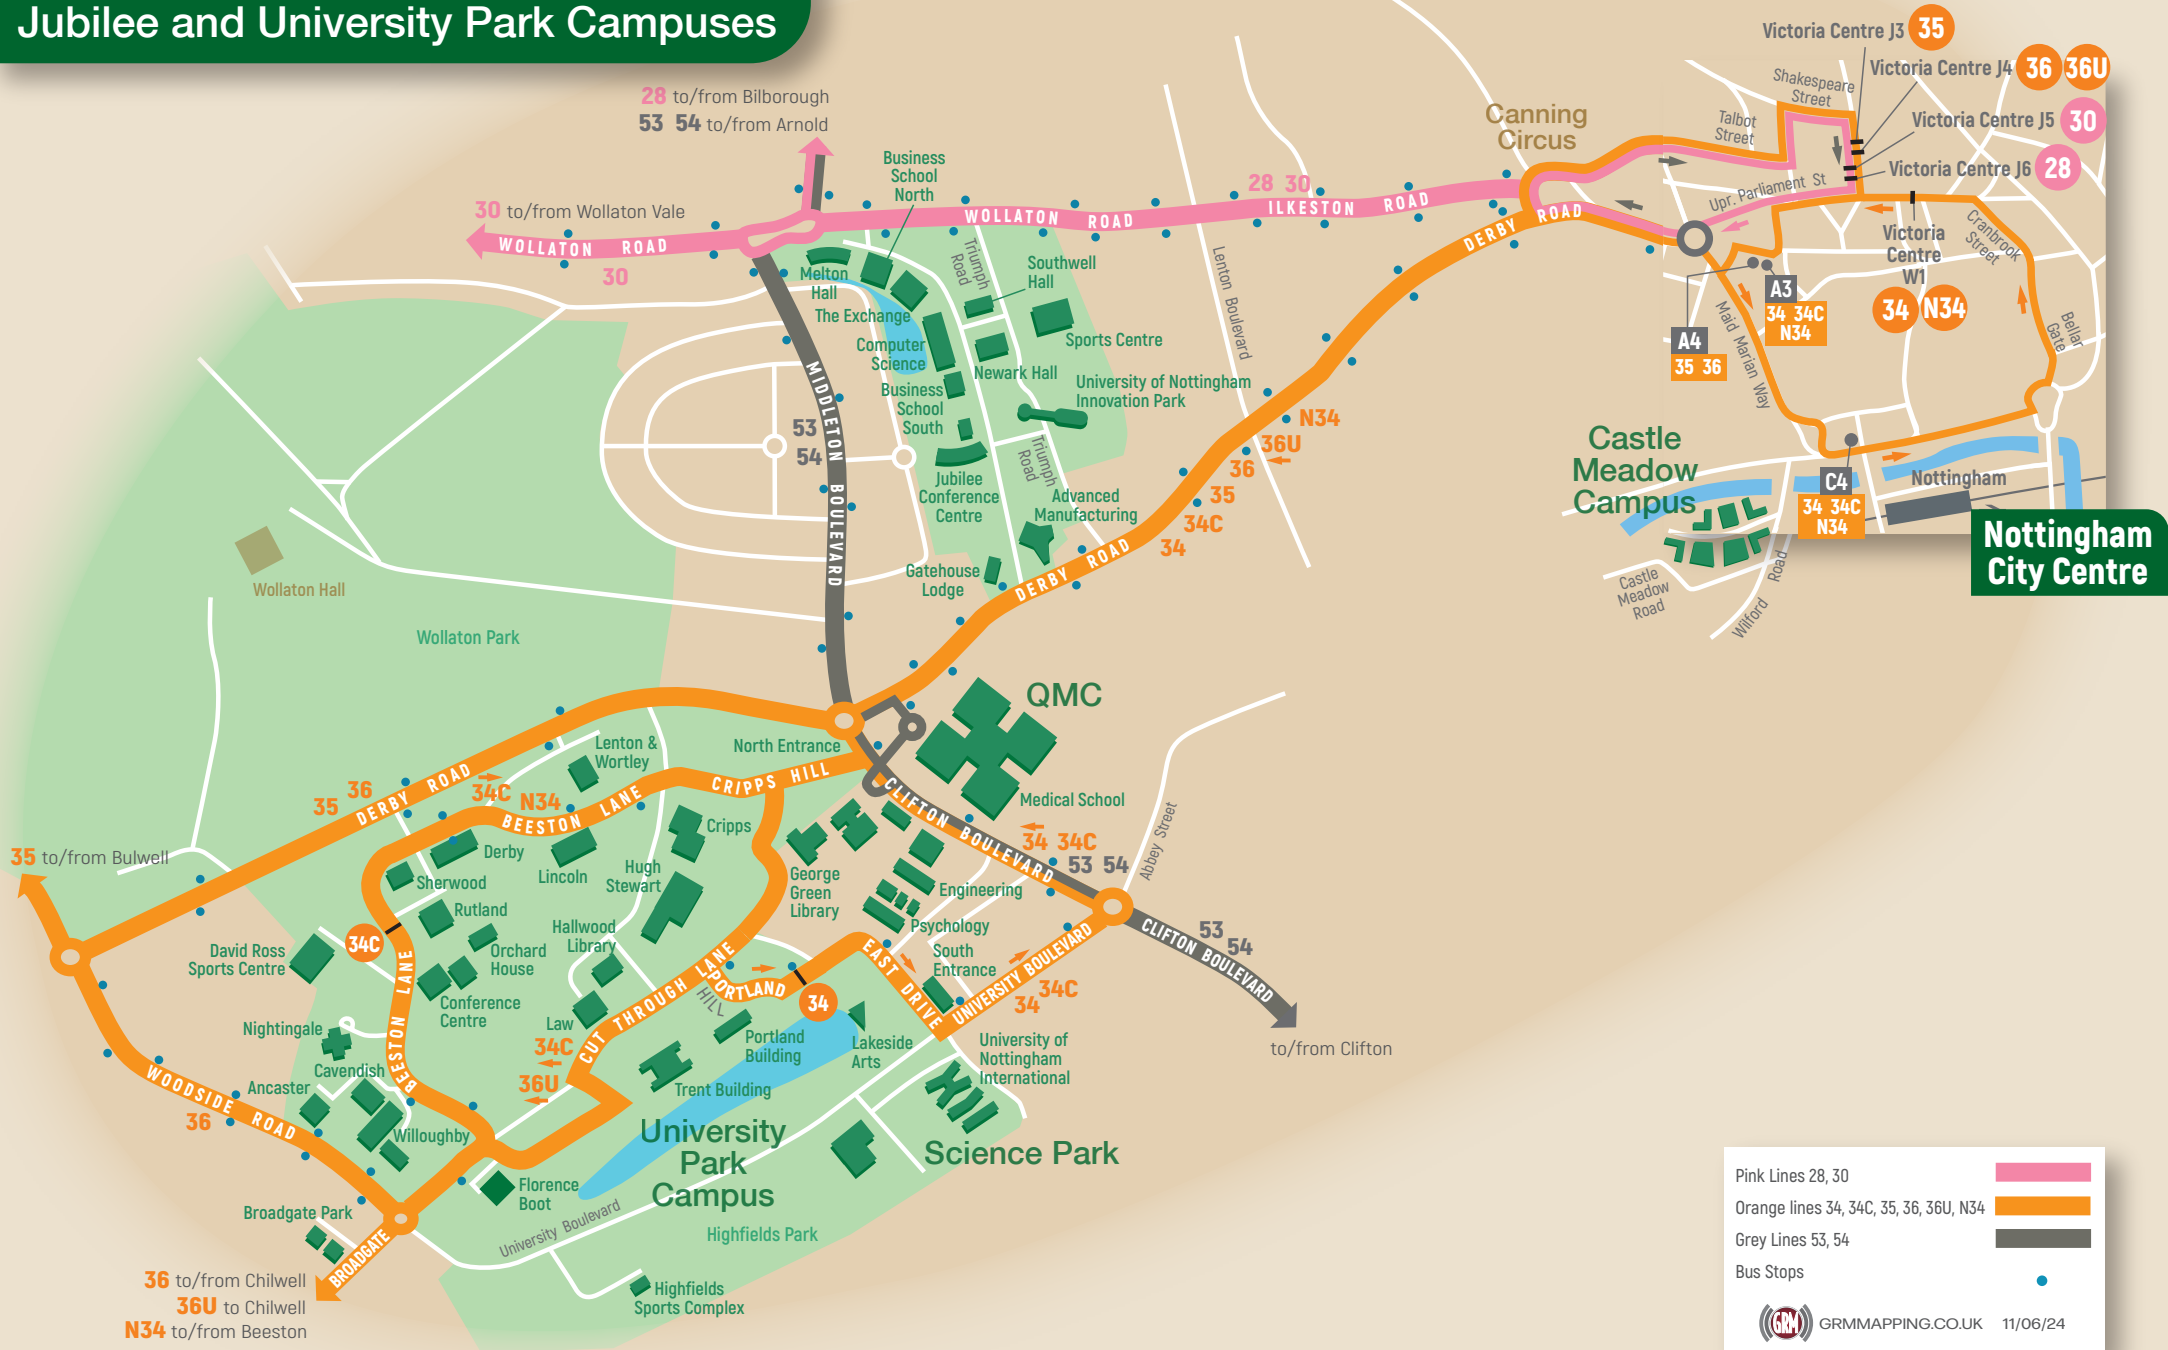 Jubilee and University Park Campuses
28 to/from Bilborough
53 54 to/from Arnold
30 to/from Wollaton Vale
WOLLATON ROAD
30
Business
School
North
WOLLATON ROAD
28 30
ILKESTON ROAD
Canning
Circus
DERBY ROAD
Victoria Centre J3 35
Victoria Centre J4 36 36U
Victoria Centre J5 30
Victoria Centre J6 28
Shakespeare
Street
Talbot
Street
Upr. Parliament St
Victoria
Centre
W1
34 N34
Cranbrook
Street
Bellar
Gate
A3
34 34C
N34
A4
35 36
Maid Marian Way
Castle
Meadow
Campus
C4
34 34C
N34
Nottingham
Nottingham
City Centre
Castle
Meadow
Road
Wilford Road
Melton
Hall
The Exchange
Computer
Science
Business
School
South
Triumph
Road
Southwell
Hall
Sports Centre
Newark Hall
University of Nottingham
Innovation Park
Triumph
Road
Jubilee
Conference
Centre
Advanced
Manufacturing
Gatehouse
Lodge
Lenton Boulevard
MIDDLETON BOULEVARD
53
54
N34
36U
36
35
34C
34
DERBY ROAD
Wollaton Hall
Wollaton Park
QMC
Medical School
North Entrance
Lenton &
Wortley
CRIPPS HILL
35 36
DERBY ROAD
34C N34
BEESTON LANE
35 to/from Bulwell
Derby
Sherwood
Lincoln
Cripps
Hugh
Stewart
Rutland
Orchard
House
Hallwood
Library
34C
David Ross
Sports Centre
Conference
Centre
Law
BEESTON LANE
George
Green
Library
Engineering
Psychology
South
Entrance
CLIFTON BOULEVARD
34 34C
53 54
Abbey Street
CLIFTON BOULEVARD
53
54
to/from Clifton
EAST DRIVE
UNIVERSITY BOULEVARD
34 34C
CUT THROUGH LANE
PORTLAND
HILL
34
34C
36U
Portland
Building
Trent Building
Lakeside
Arts
University of
Nottingham
International
Nightingale
Cavendish
Ancaster
Willoughby
WOODSIDE ROAD
36
Florence
Boot
University
Park
Campus
Science Park
Highfields Park
University Boulevard
Highfields
Sports Complex
Broadgate Park
BROADGATE
36 to/from Chilwell
36U to Chilwell
N34 to/from Beeston
Pink Lines 28, 30
Orange lines 34, 34C, 35, 36, 36U, N34
Grey Lines 53, 54
Bus Stops
GRM GRMMAPPING.CO.UK 11/06/24